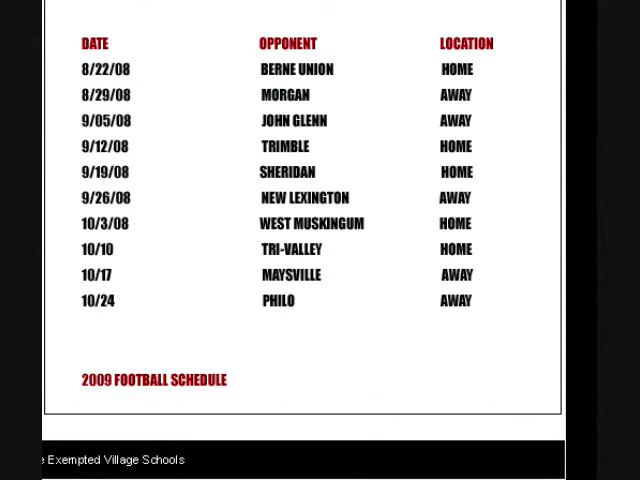 DATE OPPONENT LOCATION
8/22/08 BERNE UNION HOME
8/29/08 MORGAN AWAY
9/05/08 JOHN GLENN AWAY
9/12/08 TRIMBLE HOME
9/19/08 SHERIDAN HOME
9/26/08 NEW LEXINGTON AWAY
10/3/08 WEST MUSKINGUM HOME
10/10 TRI-VALLEY HOME
10/17 MAYSVILLE AWAY
10/24 PHILO AWAY
2009 FOOTBALL SCHEDULE
e Exempted Village Schools